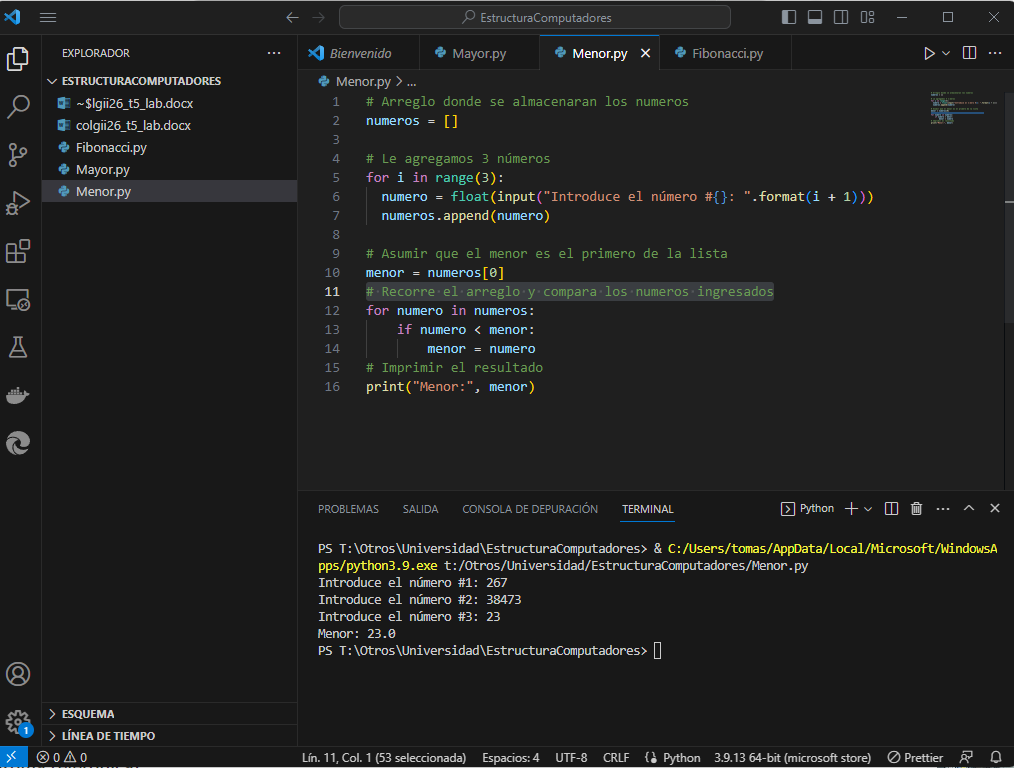 EstructuraComputadores
EXPLORADOR
ESTRUCTURACOMPUTADORES
~$lgii26_t5_lab.docx
colgii26_t5_lab.docx
Fibonacci.py
Mayor.py
Menor.py
Bienvenido
Mayor.py
Menor.py
Fibonacci.py
Menor.py > ...
1 # Arreglo donde se almacenaran los numeros
2 numeros = []
3
4 # Le agregamos 3 números
5 for i in range(3):
6 numero = float(input("Introduce el número #{}: ".format(i + 1)))
7 numeros.append(numero)
8
9 # Asumir que el menor es el primero de la lista
10 menor = numeros[0]
11 # Recorre el arreglo y compara los numeros ingresados
12 for numero in numeros:
13 if numero < menor:
14 menor = numero
15 # Imprimir el resultado
16 print("Menor:", menor)
PROBLEMAS
SALIDA
CONSOLA DE DEPURACIÓN
TERMINAL
Python
PS T:\Otros\Universidad\EstructuraComputadores> & C:/Users/tomas/AppData/Local/Microsoft/WindowsA
pps/python3.9.exe t:/Otros/Universidad/EstructuraComputadores/Menor.py
Introduce el número #1: 267
Introduce el número #2: 38473
Introduce el número #3: 23
Menor: 23.0
PS T:\Otros\Universidad\EstructuraComputadores>
ESQUEMA
1
LÍNEA DE TIEMPO
0 0
Lín. 11, Col. 1 (53 seleccionada)
Espacios: 4
UTF-8
CRLF
Python
3.9.13 64-bit (microsoft store)
Prettier